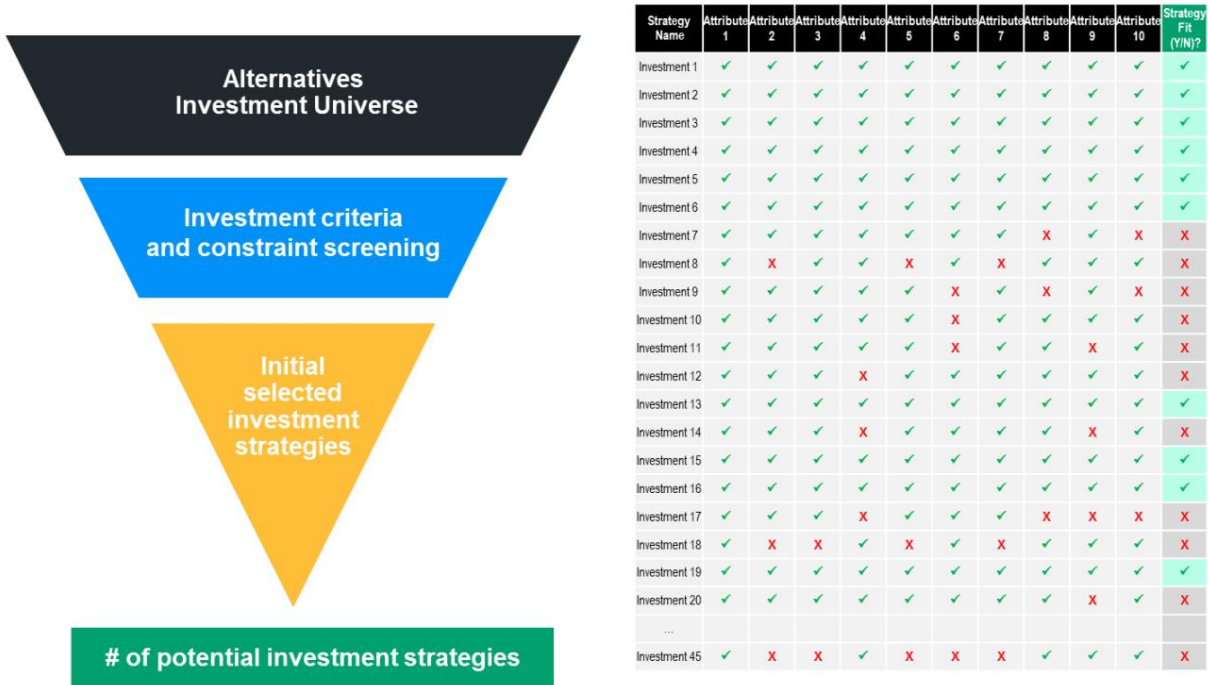 Alternatives
Investment Universe
Investment criteria
and constraint screening
Initial
selected
investment
strategies
# of potential investment strategies
Strategy Name Attribute 1 Attribute 2 Attribute 3 Attribute 4 Attribute 5 Attribute 6 Attribute 7 Attribute 8 Attribute 9 Attribute 10 Strategy Fit (Y/N)?
Investment 1 ✓ ✓ ✓ ✓ ✓ ✓ ✓ ✓ ✓ ✓ ✓
Investment 2 ✓ ✓ ✓ ✓ ✓ ✓ ✓ ✓ ✓ ✓ ✓
Investment 3 ✓ ✓ ✓ ✓ ✓ ✓ ✓ ✓ ✓ ✓ ✓
Investment 4 ✓ ✓ ✓ ✓ ✓ ✓ ✓ ✓ ✓ ✓ ✓
Investment 5 ✓ ✓ ✓ ✓ ✓ ✓ ✓ ✓ ✓ ✓ ✓
Investment 6 ✓ ✓ ✓ ✓ ✓ ✓ ✓ ✓ ✓ ✓ ✓
Investment 7 ✓ ✓ ✓ ✓ ✓ ✓ ✓ X ✓ X X
Investment 8 ✓ X ✓ ✓ X ✓ X ✓ ✓ ✓ X
Investment 9 ✓ ✓ ✓ ✓ ✓ X ✓ X ✓ X X
Investment 10 ✓ ✓ ✓ ✓ ✓ X ✓ ✓ ✓ ✓ X
Investment 11 ✓ ✓ ✓ ✓ ✓ X ✓ ✓ X ✓ X
Investment 12 ✓ ✓ ✓ X ✓ ✓ ✓ ✓ ✓ ✓ X
Investment 13 ✓ ✓ ✓ ✓ ✓ ✓ ✓ ✓ ✓ ✓ ✓
Investment 14 ✓ ✓ ✓ X ✓ ✓ ✓ ✓ X ✓ X
Investment 15 ✓ ✓ ✓ ✓ ✓ ✓ ✓ ✓ ✓ ✓ ✓
Investment 16 ✓ ✓ ✓ ✓ ✓ ✓ ✓ ✓ ✓ ✓ ✓
Investment 17 ✓ ✓ ✓ X ✓ ✓ ✓ X X X X
Investment 18 ✓ X X ✓ X ✓ X ✓ ✓ ✓ X
Investment 19 ✓ ✓ ✓ ✓ ✓ ✓ ✓ ✓ ✓ ✓ ✓
Investment 20 ✓ ✓ ✓ ✓ ✓ ✓ ✓ ✓ X ✓ X
...
Investment 45 ✓ X X ✓ X X X ✓ ✓ ✓ X